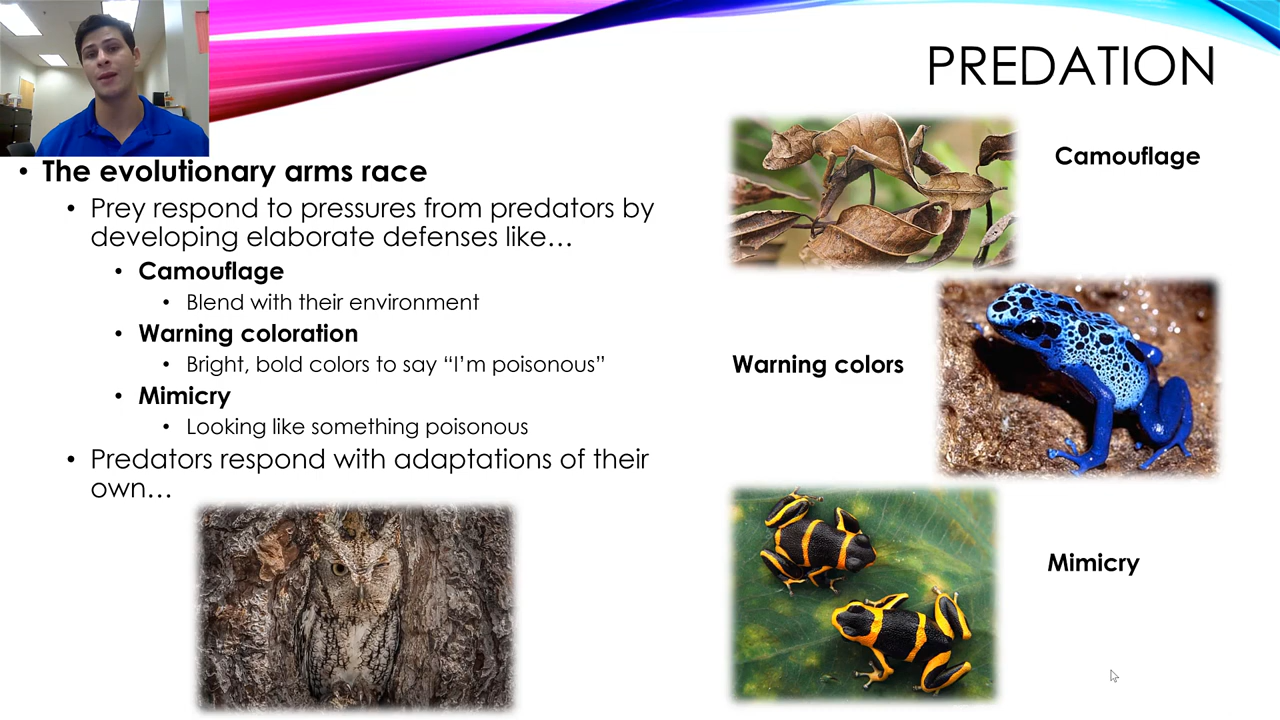 PREDATION
• The evolutionary arms race
• Prey respond to pressures from predators by
developing elaborate defenses like…
• Camouflage
• Blend with their environment
• Warning coloration
• Bright, bold colors to say “I’m poisonous”
• Mimicry
• Looking like something poisonous
• Predators respond with adaptations of their
own…
Camouflage
Warning colors
Mimicry